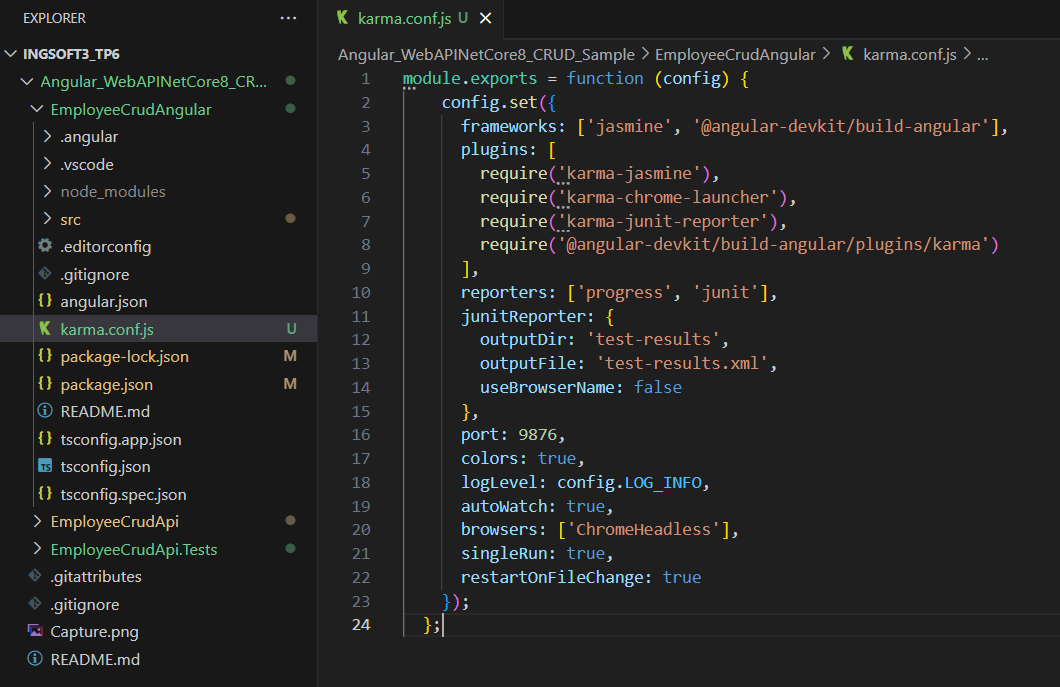 EXPLORER
INGSOFT3_TP6
Angular_WebAPINetCore8_CR...
EmployeeCrudAngular
.angular
.vscode
node_modules
src
.editorconfig
.gitignore
{} angular.json
karma.conf.js U
{} package-lock.json M
{} package.json M
README.md
{} tsconfig.app.json
TS tsconfig.json
{} tsconfig.spec.json
EmployeeCrudApi
EmployeeCrudApi.Tests
.gitattributes
.gitignore
Capture.png
README.md
karma.conf.js U
Angular_WebAPINetCore8_CRUD_Sample > EmployeeCrudAngular > karma.conf.js > ...
1 module.exports = function (config) {
2 config.set({
3 frameworks: ['jasmine', '@angular-devkit/build-angular'],
4 plugins: [
5 require('karma-jasmine'),
6 require('karma-chrome-launcher'),
7 require('karma-junit-reporter'),
8 require('@angular-devkit/build-angular/plugins/karma')
9 ],
10 reporters: ['progress', 'junit'],
11 junitReporter: {
12 outputDir: 'test-results',
13 outputFile: 'test-results.xml',
14 useBrowserName: false
15 },
16 port: 9876,
17 colors: true,
18 logLevel: config.LOG_INFO,
19 autoWatch: true,
20 browsers: ['ChromeHeadless'],
21 singleRun: true,
22 restartOnFileChange: true
23 });
24 };